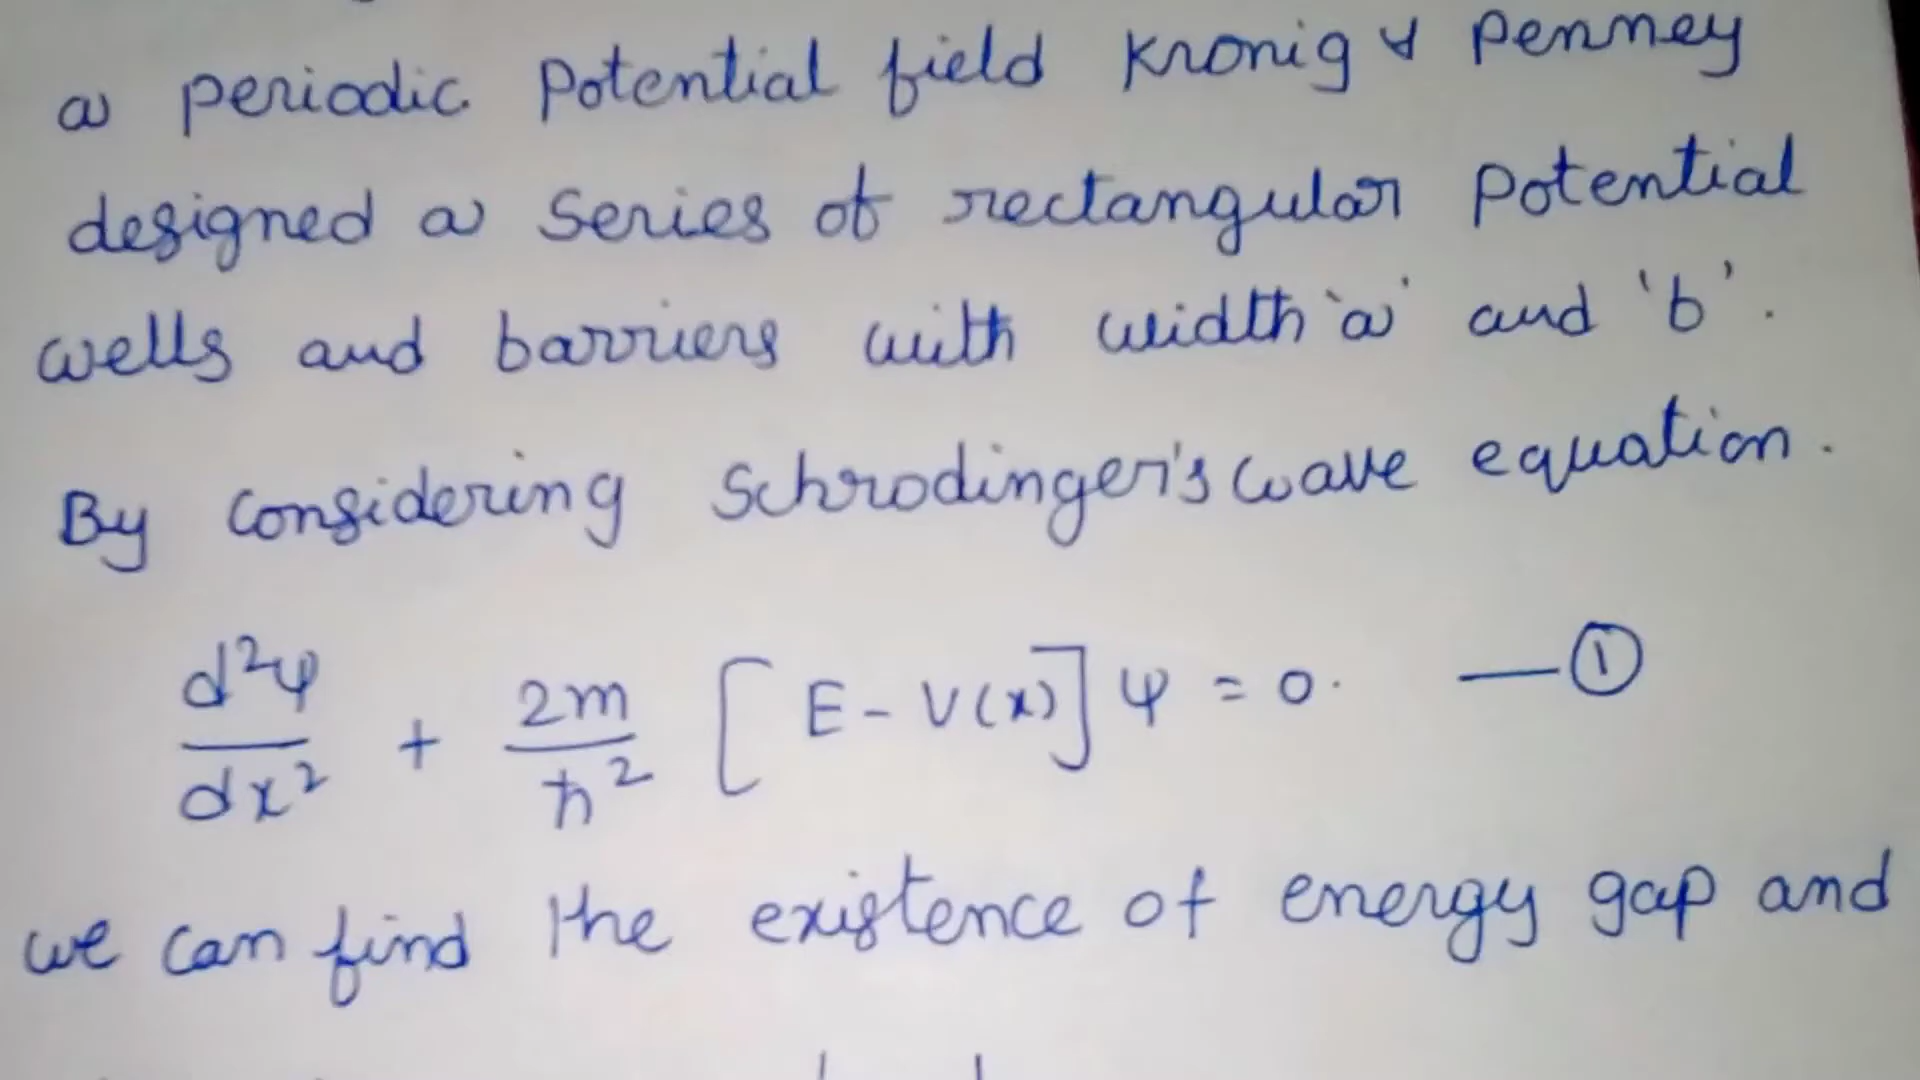 a periodic Potential field Kronig & Penney
designed a Series of rectangular Potential
wells and barriers with width 'a' and 'b'.
By Considering Schrodinger's wave equation.
d²ψ/dx² + 2m/ħ² [E - V(x)] ψ = 0. —①
we can find the existence of energy gap and